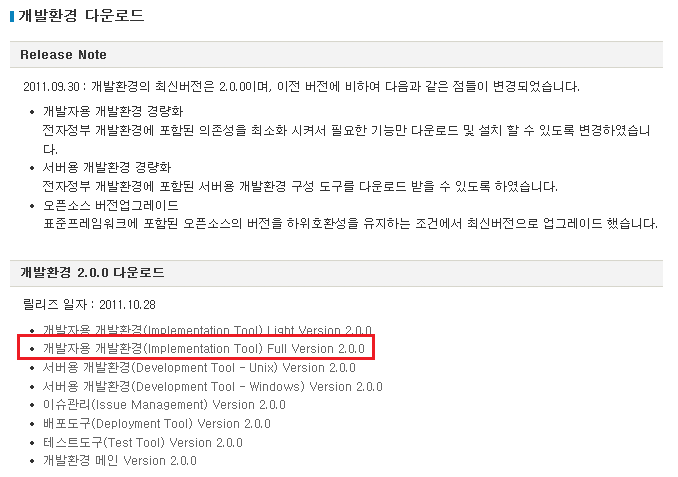 개발환경 다운로드
Release Note
2011.09.30 : 개발환경의 최신버전은 2.0.0이며, 이전 버전에 비하여 다음과 같은 점들이 변경되었습니다.
• 개발자용 개발환경 경량화
전자정부 개발환경에 포함된 의존성을 최소화 시켜서 필요한 기능만 다운로드 및 설치 할 수 있도록 변경하였습니
다.
• 서버용 개발환경 경량화
전자정부 개발환경에 포함된 서버용 개발환경 구성 도구를 다운로드 받을 수 있도록 하였습니다.
• 오픈소스 버전업그레이드
표준프레임워크에 포함된 오픈소스의 버전을 하위호환성을 유지하는 조건에서 최신버전으로 업그레이드 했습니다.
개발환경 2.0.0 다운로드
릴리즈 일자 : 2011.10.28
• 개발자용 개발환경(Implementation Tool) Light Version 2.0.0
• 개발자용 개발환경(Implementation Tool) Full Version 2.0.0
• 서버용 개발환경(Development Tool - Unix) Version 2.0.0
• 서버용 개발환경(Development Tool - Windows) Version 2.0.0
• 이슈관리(Issue Management) Version 2.0.0
• 배포도구(Deployment Tool) Version 2.0.0
• 테스트도구(Test Tool) Version 2.0.0
• 개발환경 메인 Version 2.0.0